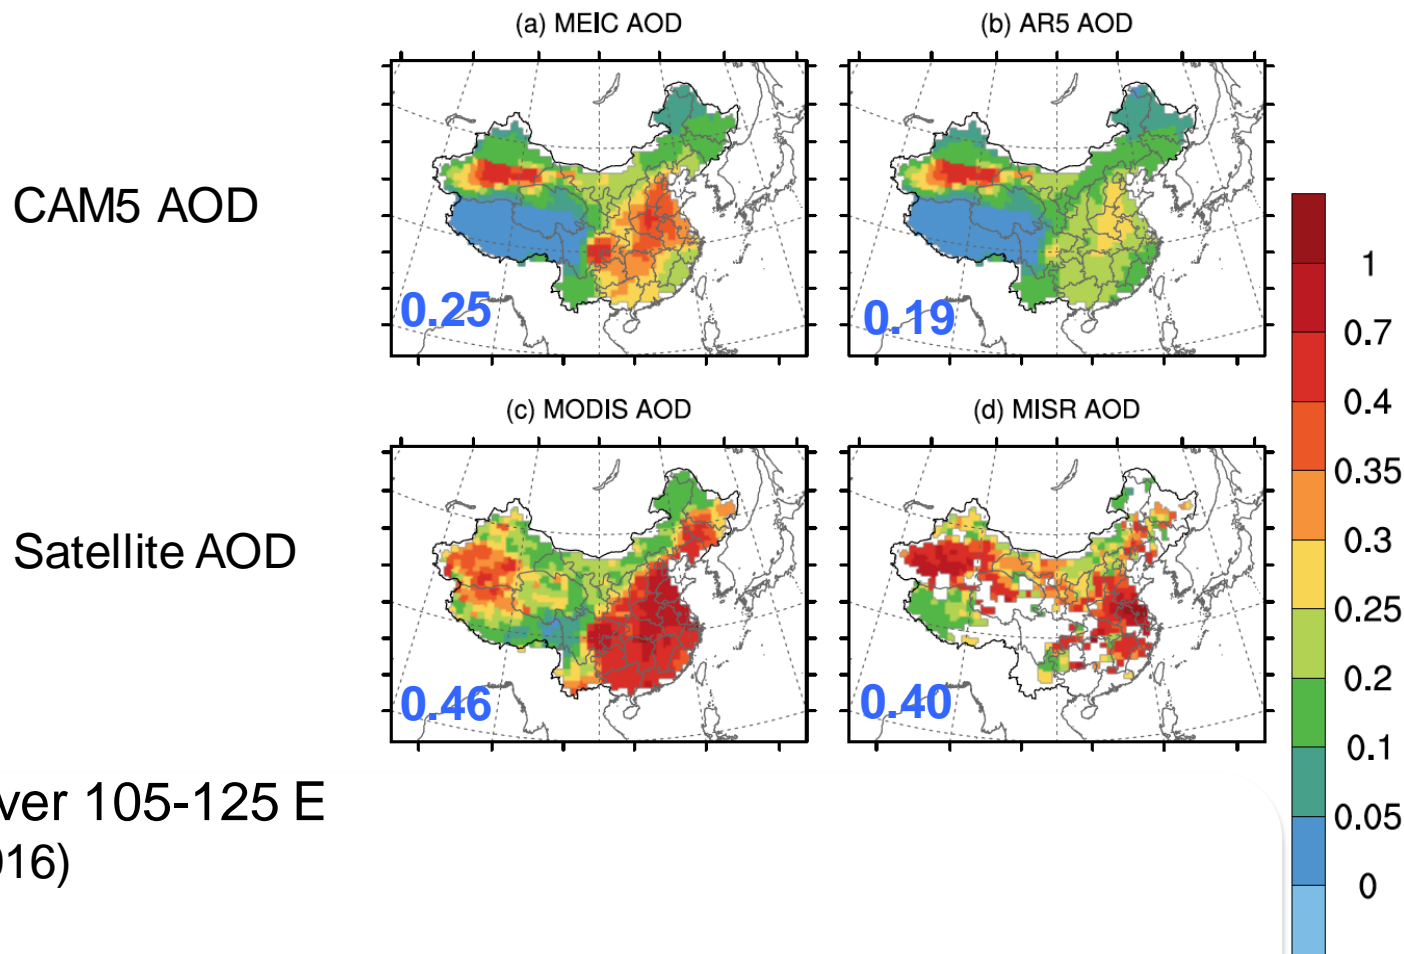 (a) MEIC AOD
(b) AR5 AOD
CAM5 AOD
0.25
0.19
(c) MODIS AOD
(d) MISR AOD
Satellite AOD
0.46
0.40
1
0.7
0.4
0.35
0.3
0.25
0.2
0.1
0.05
0
ver 105-125 E
016)